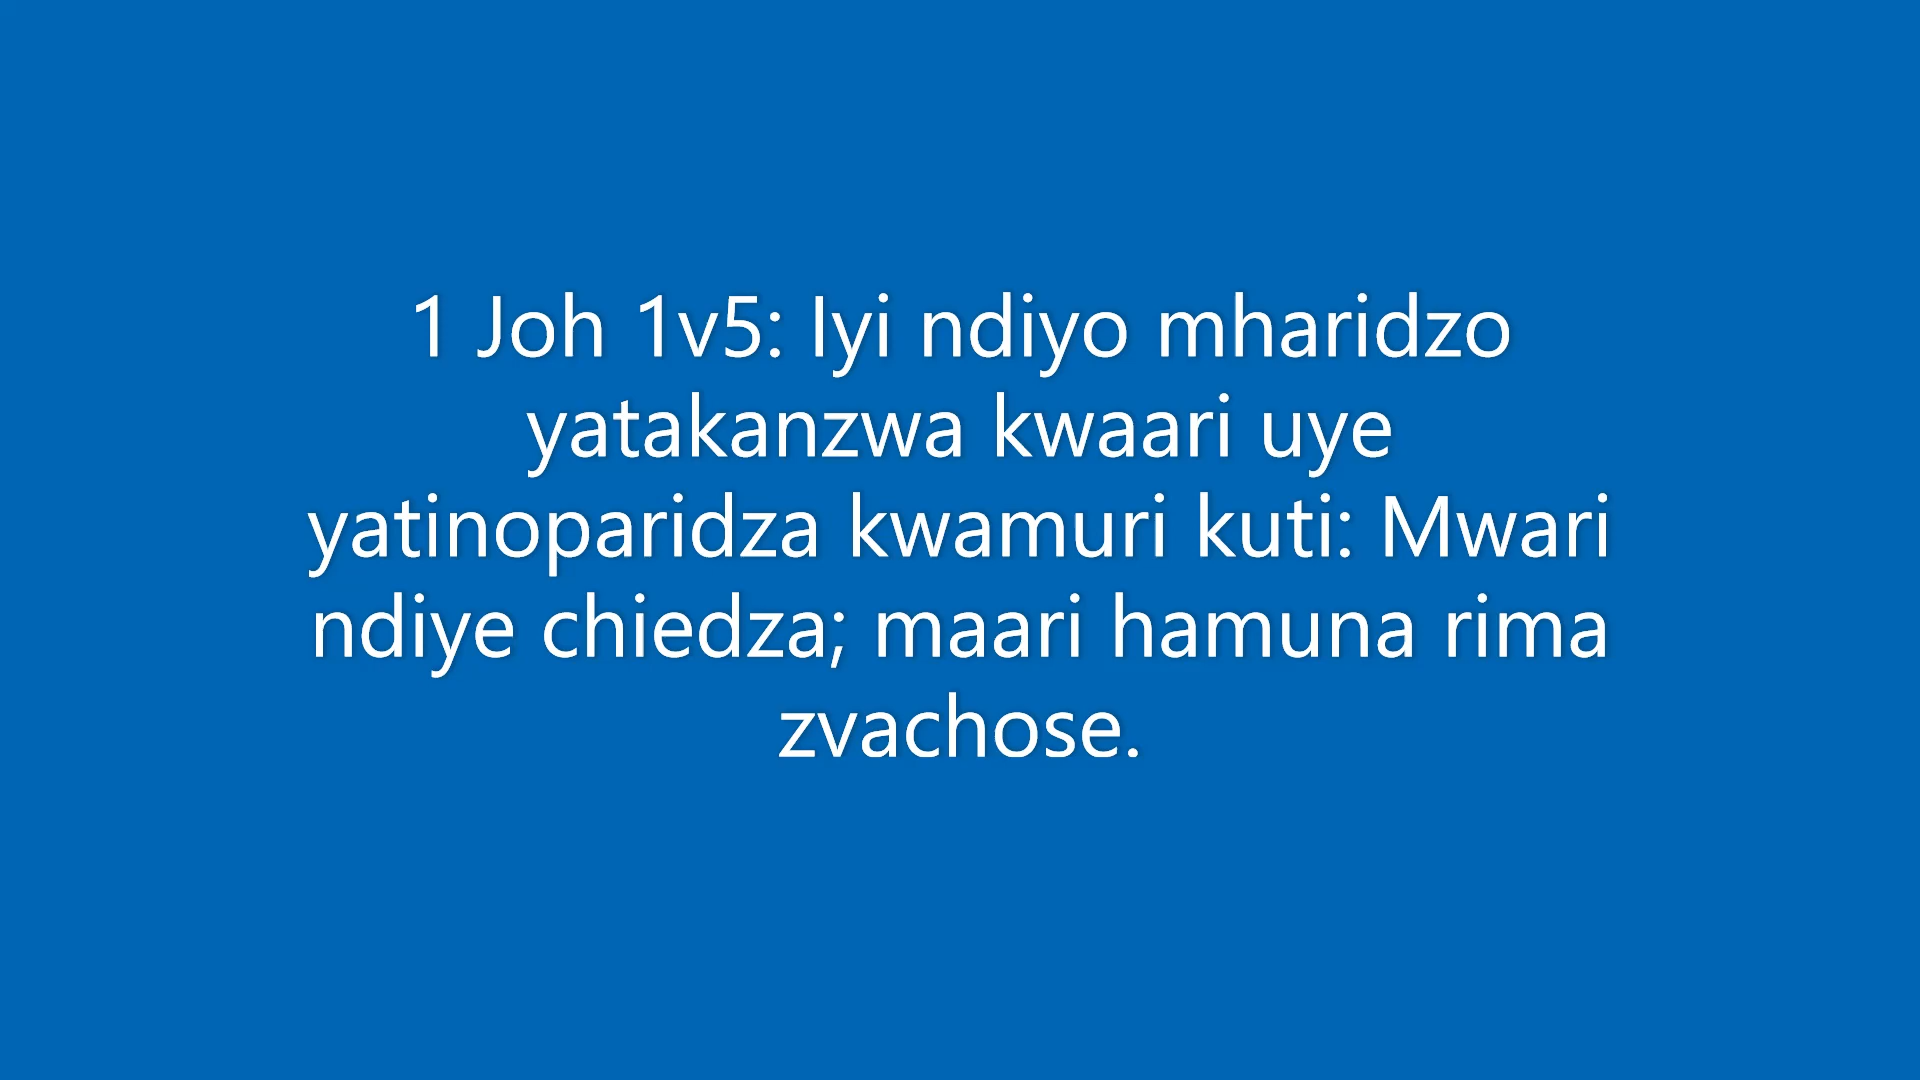 1 Joh 1v5: Iyi ndiyo mharidzo
yatakanzwa kwaari uye
yatinoparidza kwamuri kuti: Mwari
ndiye chiedza; maari hamuna rima
zvachose.